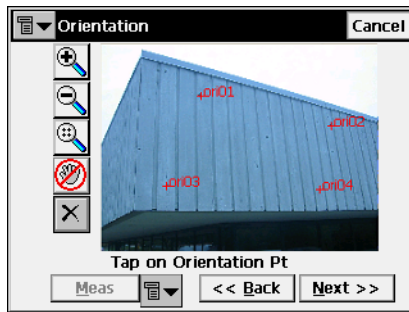 Orientation
Cancel
ori01
ori02
ori03
ori04
Tap on Orientation Pt
Meas
<< Back
Next >>